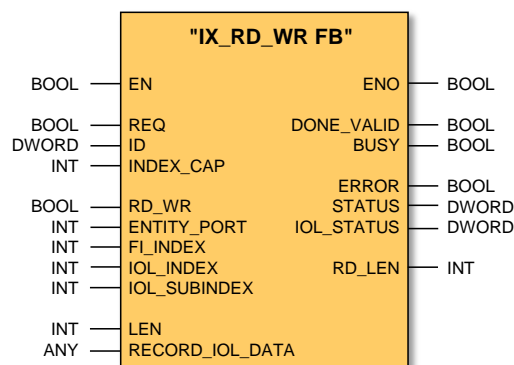 "IX_RD_WR FB"
BOOL EN ENO BOOL
BOOL REQ DONE_VALID BOOL
DWORD ID BUSY BOOL
INT INDEX_CAP
ERROR BOOL
BOOL RD_WR STATUS DWORD
INT ENTITY_PORT IOL_STATUS DWORD
INT FI_INDEX
INT IOL_INDEX RD_LEN INT
INT IOL_SUBINDEX
INT LEN
ANY RECORD_IOL_DATA